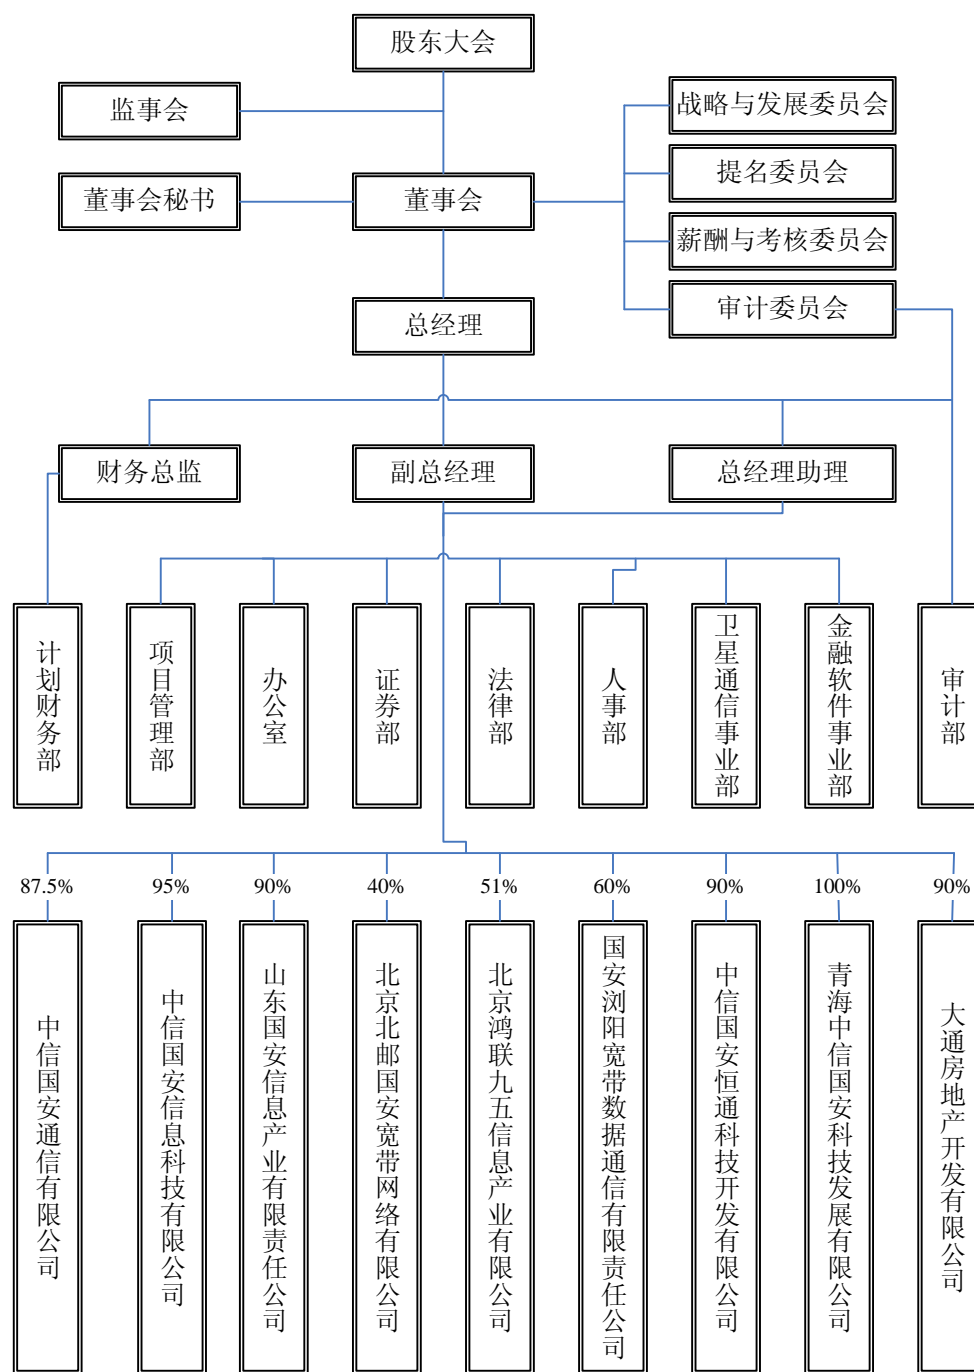 股东大会
监事会
战略与发展委员会
提名委员会
董事会秘书
董事会
薪酬与考核委员会
审计委员会
总经理
财务总监
副总经理
总经理助理
计划财务部
项目管理部
办公室
证券部
法律部
人事部
卫星通信事业部
金融软件事业部
审计部
87.5%
95%
90%
40%
51%
60%
90%
100%
90%
中信国安通信有限公司
中信国安信息科技有限公司
山东国安信息产业有限责任公司
北京北邮国安宽带网络有限公司
北京鸿联九五信息产业有限公司
国安浏阳宽带数据通信有限责任公司
中信国安恒通科技开发有限公司
青海中信国安科技发展有限公司
大通房地产开发有限公司